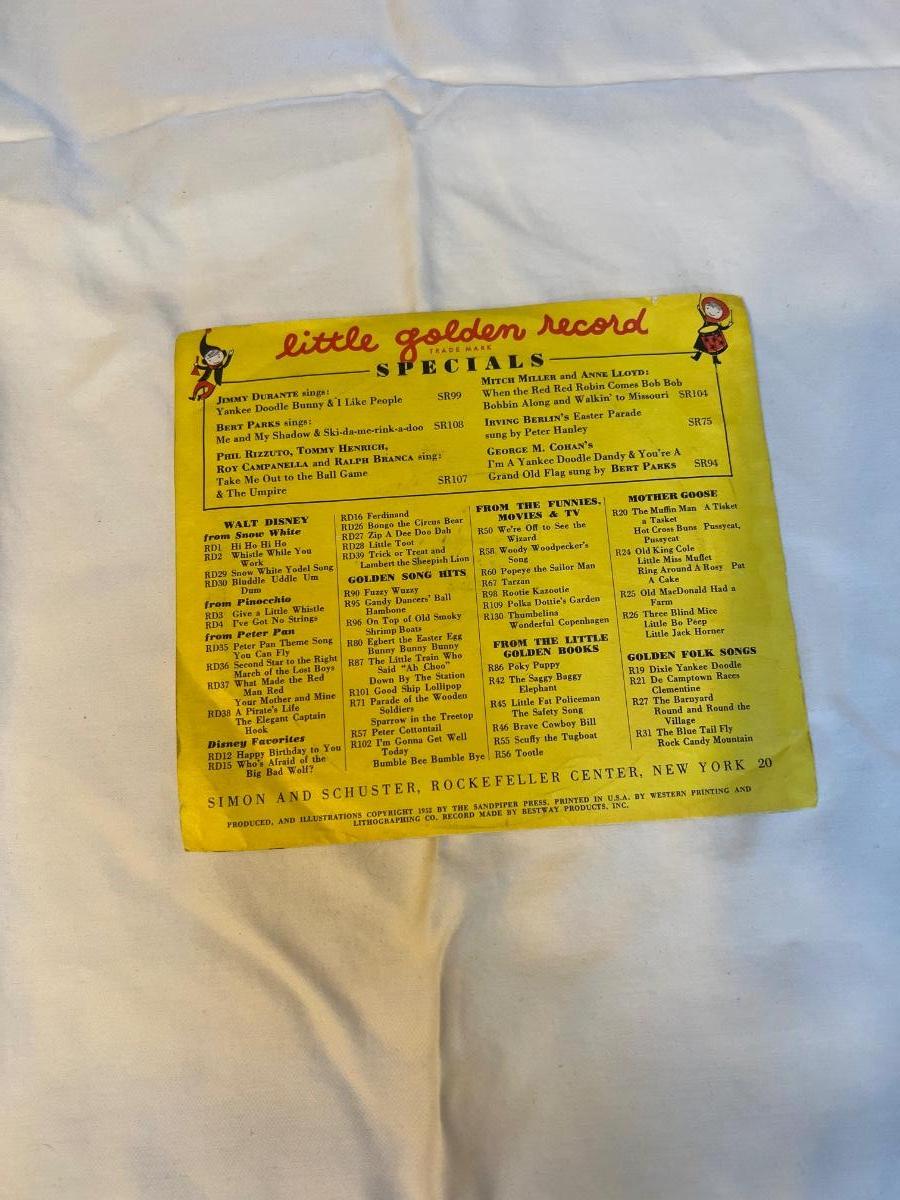 little golden record
TRADE MARK
SPECIALS
JIMMY DURANTE sings:
Yankee Doodle Bunny & I Like People SR99
BERT PARKS sings:
Me and My Shadow & Ski-da-me-rink-a-doo SR108
PHIL RIZZUTO, TOMMY HENRICH,
ROY CAMPANELLA and RALPH BRANCA sing:
Take Me Out to the Ball Game
& The Umpire SR107
MITCH MILLER and ANNE LLOYD:
When the Red Red Robin Comes Bob Bob
Bobbin Along and Walkin' to Missouri SR104
IRVING BERLIN'S Easter Parade
sung by Peter Hanley SR75
GEORGE M. COHAN'S
I'm A Yankee Doodle Dandy & You're A
Grand Old Flag sung by BERT PARKS SR94
WALT DISNEY
from Snow White
RD1 Hi Ho Hi Ho
RD2 Whistle While You
Work
RD29 Snow White Yodel Song
RD30 Bluddle Uddle Um
Dum
from Pinocchio
RD3 Give a Little Whistle
RD4 I've Got No Strings
from Peter Pan
RD35 Peter Pan Theme Song
You Can Fly
RD36 Second Star to the Right
March of the Lost Boys
RD37 What Made the Red
Man Red
Your Mother and Mine
RD38 A Pirate's Life
The Elegant Captain
Hook
Disney Favorites
RD12 Happy Birthday to You
RD15 Who's Afraid of the
Big Bad Wolf?
RD16 Ferdinand
RD26 Bongo the Circus Bear
RD27 Zip A Dee Doo Dah
RD28 Little Toot
RD39 Trick or Treat and
Lambert the Sheepish Lion
GOLDEN SONG HITS
R90 Fuzzy Wuzzy
R95 Gandy Dancers' Ball
Hambone
R96 On Top of Old Smoky
Shrimp Boats
R80 Egbert the Easter Egg
Bunny Bunny Bunny
R87 The Little Train Who
Said "Ah Choo"
Down By The Station
R101 Good Ship Lollipop
R71 Parade of the Wooden
Soldiers
Sparrow in the Treetop
R57 Peter Cottontail
R102 I'm Gonna Get Well
Today
Bumble Bee Bumble Bye
FROM THE FUNNIES,
MOVIES & TV
R50 We're Off to See the
Wizard
R58 Woody Woodpecker's
Song
R60 Popeye the Sailor Man
R67 Tarzan
R98 Rootie Kazootie
R109 Polka Dottie's Garden
R130 Thumbelina
Wonderful Copenhagen
FROM THE LITTLE
GOLDEN BOOKS
R86 Poky Puppy
R42 The Saggy Baggy
Elephant
R45 Little Fat Policeman
The Safety Song
R46 Brave Cowboy Bill
R55 Scuffy the Tugboat
R56 Tootle
MOTHER GOOSE
R20 The Muffin Man A Tisket
a Tasket
Hot Cross Buns Pussycat,
Pussycat
R24 Old King Cole
Little Miss Muffet
Ring Around A Rosy Pat
A Cake
R25 Old MacDonald Had a
Farm
R26 Three Blind Mice
Little Bo Peep
Little Jack Horner
GOLDEN FOLK SONGS
R19 Dixie Yankee Doodle
R21 De Camptown Races
Clementine
R27 The Barnyard
Round and Round the
Village
R31 The Blue Tail Fly
Rock Candy Mountain
SIMON AND SCHUSTER, ROCKEFELLER CENTER, NEW YORK 20
PRODUCED, AND ILLUSTRATIONS COPYRIGHT 1952 BY THE SANDPIPER PRESS. PRINTED IN U.S.A. BY WESTERN PRINTING AND
LITHOGRAPHING CO. RECORD MADE BY BESTWAY PRODUCTS, INC.